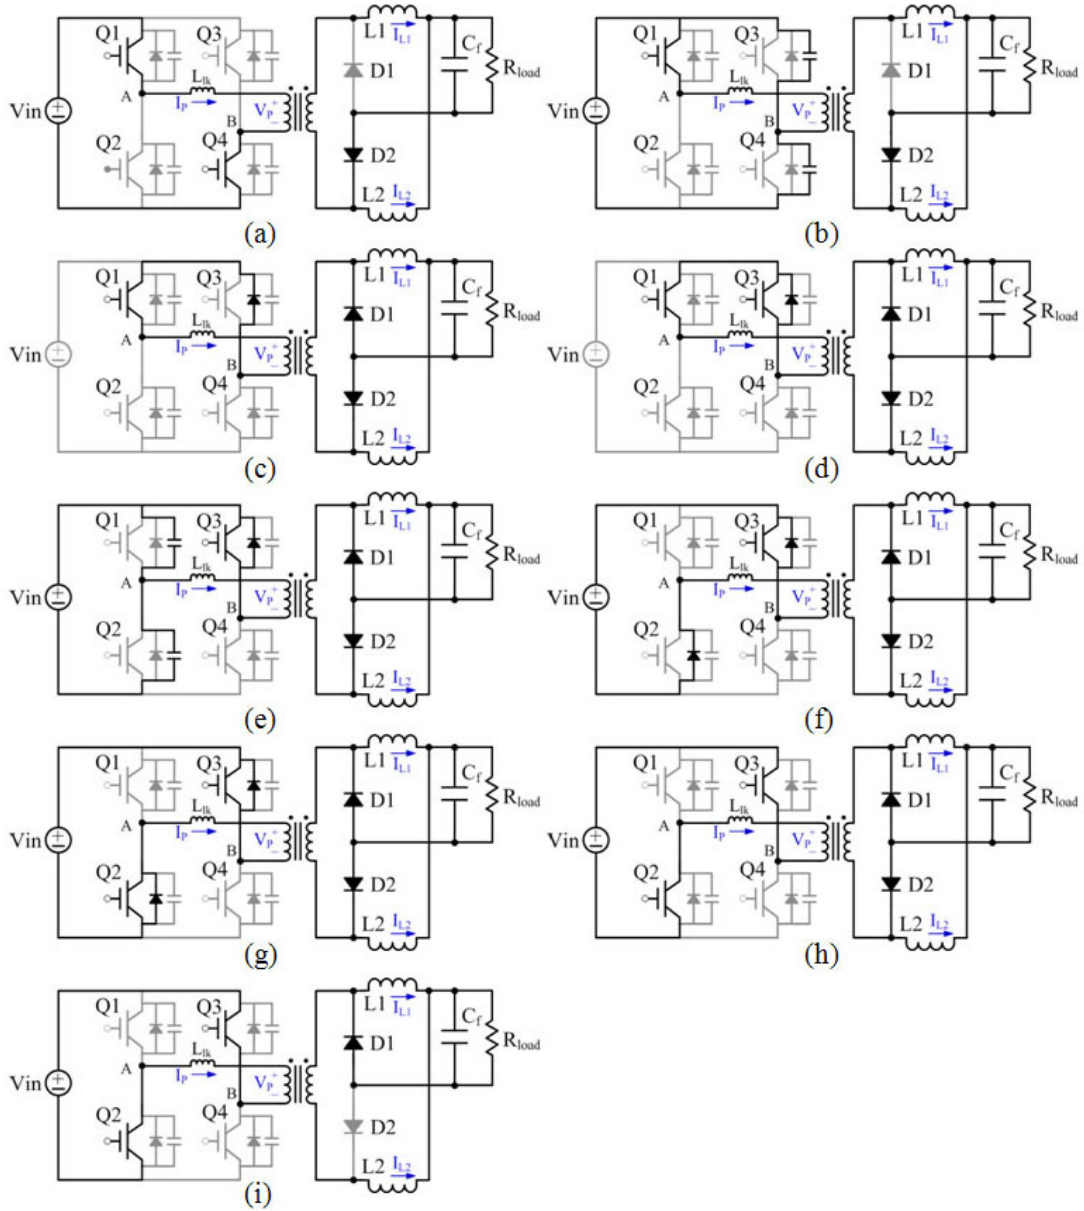 Q1 Q3 L1 IL1 Cf
D1 Rload
Llk
A IP VP + −
Vin + −
B
Q2 Q4 D2
L2 IL2
(a)
Q1 Q3 L1 IL1 Cf
D1 Rload
Llk
A IP VP + −
Vin + −
B
Q2 Q4 D2
L2 IL2
(b)
Q1 Q3 L1 IL1 Cf
D1 Rload
Llk
A IP VP + −
Vin + −
B
Q2 Q4 D2
L2 IL2
(c)
Q1 Q3 L1 IL1 Cf
D1 Rload
Llk
A IP VP + −
Vin + −
B
Q2 Q4 D2
L2 IL2
(d)
Q1 Q3 L1 IL1 Cf
D1 Rload
Llk
A IP VP + −
Vin + −
B
Q2 Q4 D2
L2 IL2
(e)
Q1 Q3 L1 IL1 Cf
D1 Rload
Llk
A IP VP + −
Vin + −
B
Q2 Q4 D2
L2 IL2
(f)
Q1 Q3 L1 IL1 Cf
D1 Rload
Llk
A IP VP + −
Vin + −
B
Q2 Q4 D2
L2 IL2
(g)
Q1 Q3 L1 IL1 Cf
D1 Rload
Llk
A IP VP + −
Vin + −
B
Q2 Q4 D2
L2 IL2
(h)
Q1 Q3 L1 IL1 Cf
D1 Rload
Llk
A IP VP + −
Vin + −
B
Q2 Q4 D2
L2 IL2
(i)